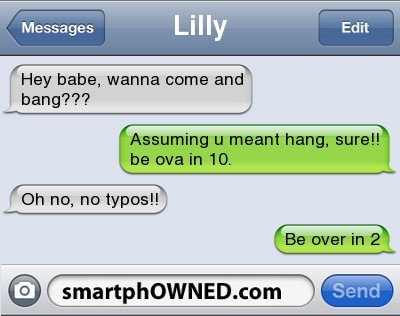 Messages
Lilly
Edit
Hey babe, wanna come and
bang???
Assuming u meant hang, sure!!
be ova in 10.
Oh no, no typos!!
Be over in 2
smartphOWNED.com
Send